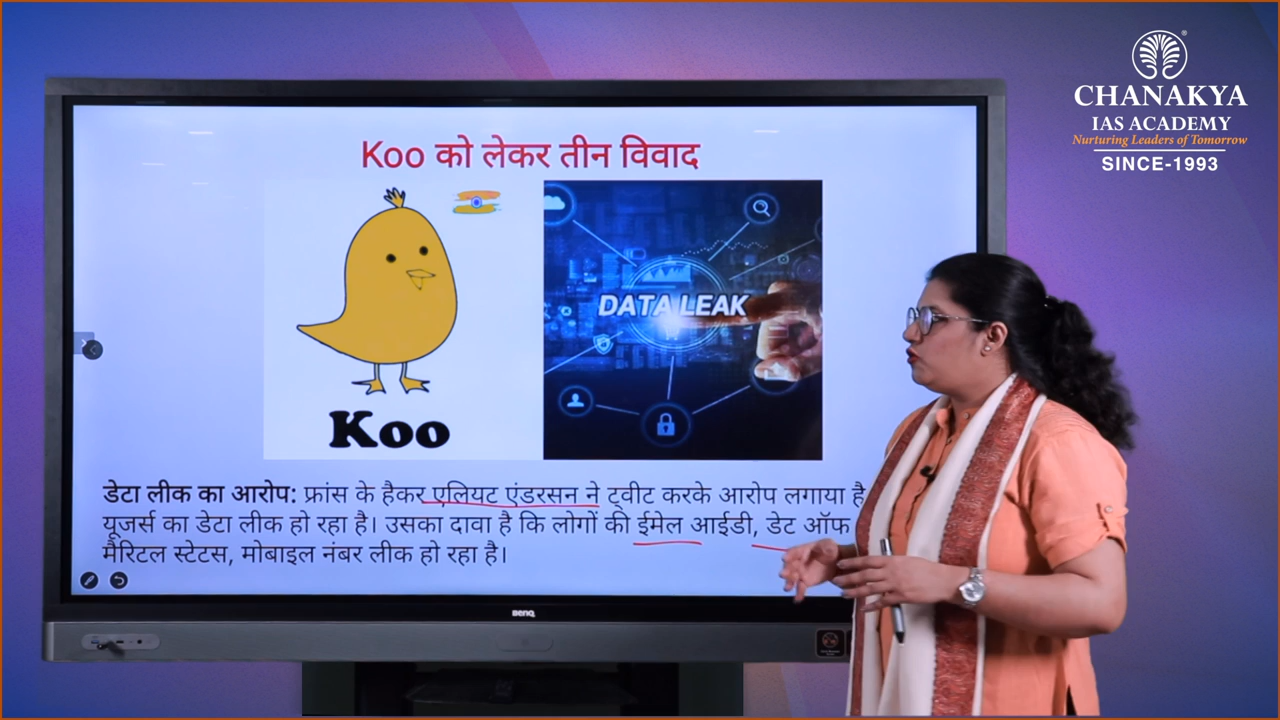 CHANAKYA
IAS ACADEMY
Nurturing Leaders of Tomorrow
SINCE-1993
Koo को लेकर तीन विवाद
DATA LEAK
Koo
डेटा लीक का आरोप: फ्रांस के हैकर एलियट एंडरसन ने ट्वीट करके आरोप लगाया है
यूजर्स का डेटा लीक हो रहा है। उसका दावा है कि लोगों की ईमेल आईडी, डेट ऑफ
मैरिटल स्टेटस, मोबाइल नंबर लीक हो रहा है।
BenQ